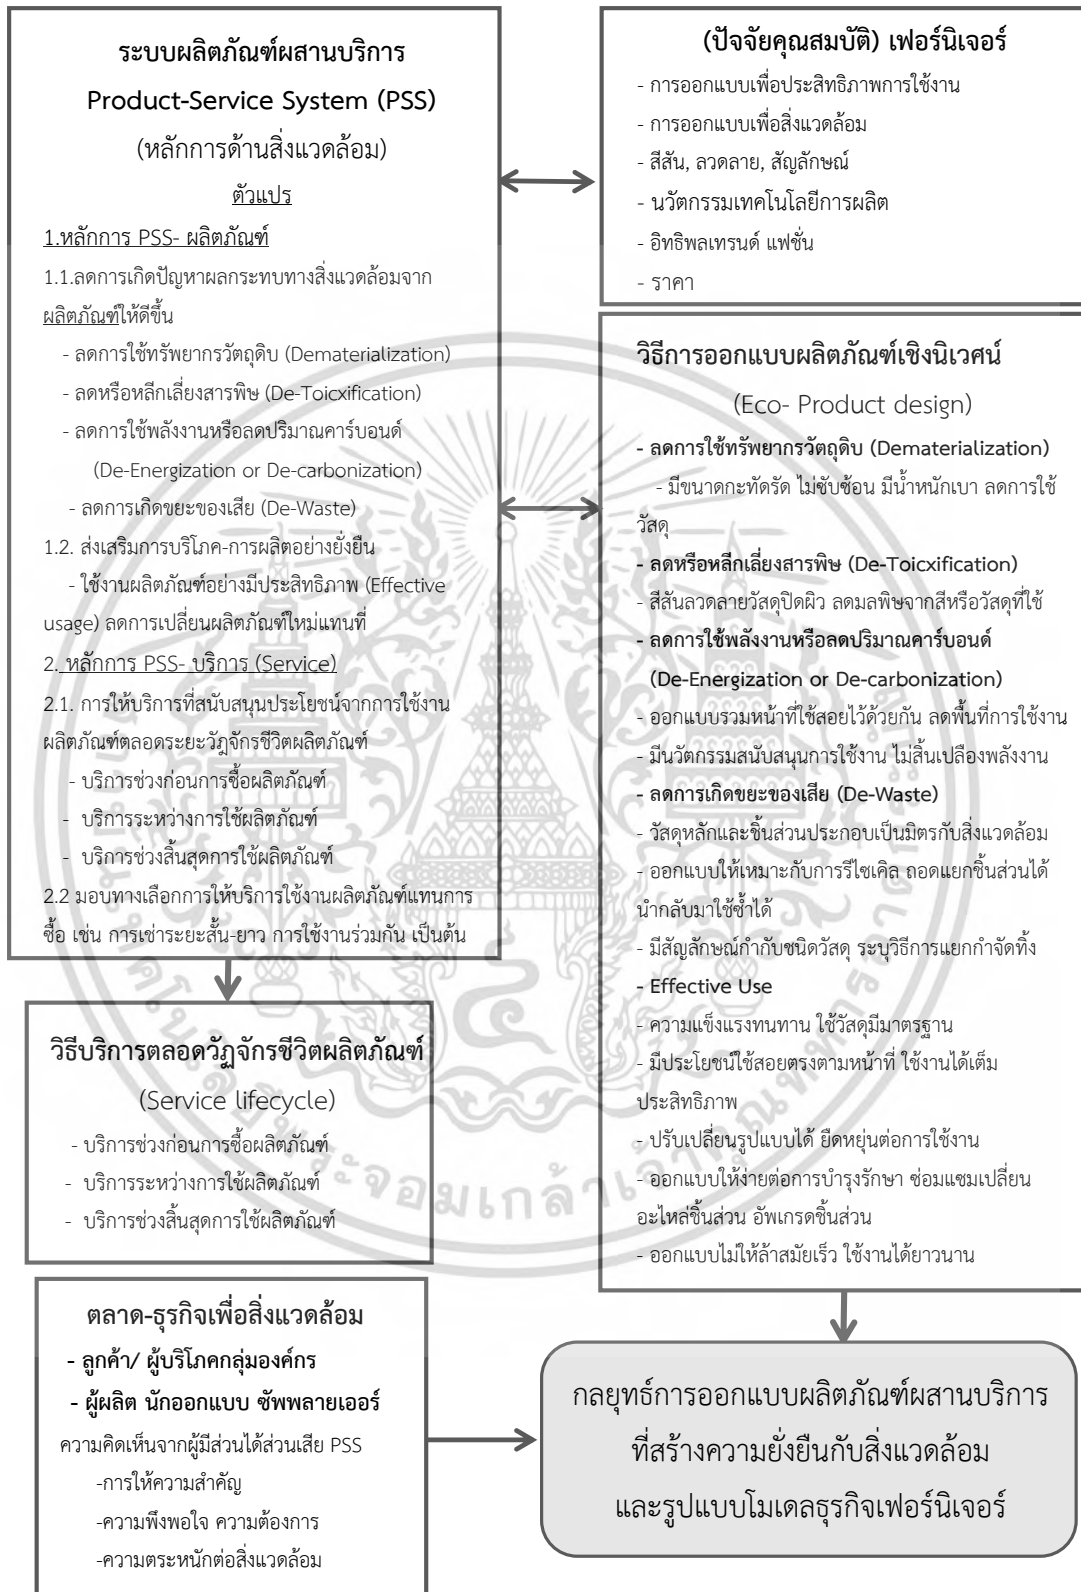 ระบบผลิตภัณฑ์ผสานบริการ
Product-Service System (PSS)
(หลักการด้านสิ่งแวดล้อม)
ตัวแปร
1.หลักการ PSS- ผลิตภัณฑ์
1.1.ลดการเกิดปัญหาผลกระทบทางสิ่งแวดล้อมจาก
ผลิตภัณฑ์ให้ดีขึ้น
- ลดการใช้ทรัพยากรวัตถุดิบ (Dematerialization)
- ลดหรือหลีกเลี่ยงสารพิษ (De-Toicxification)
- ลดการใช้พลังงานหรือลดปริมาณคาร์บอนด์
(De-Energization or De-carbonization)
- ลดการเกิดขยะของเสีย (De-Waste)
1.2. ส่งเสริมการบริโภค-การผลิตอย่างยั่งยืน
- ใช้งานผลิตภัณฑ์อย่างมีประสิทธิภาพ (Effective
usage) ลดการเปลี่ยนผลิตภัณฑ์ใหม่แทนที่
2. หลักการ PSS- บริการ (Service)
2.1. การให้บริการที่สนับสนุนประโยชน์จากการใช้งาน
ผลิตภัณฑ์ตลอดระยะวัฎจักรชีวิตผลิตภัณฑ์
- บริการช่วงก่อนการซื้อผลิตภัณฑ์
- บริการระหว่างการใช้ผลิตภัณฑ์
- บริการช่วงสิ้นสุดการใช้ผลิตภัณฑ์
2.2 มอบทางเลือกการให้บริการใช้งานผลิตภัณฑ์แทนการ
ซื้อ เช่น การเช่าระยะสั้น-ยาว การใช้งานร่วมกัน เป็นต้น
(ปัจจัยคุณสมบัติ) เฟอร์นิเจอร์
- การออกแบบเพื่อประสิทธิภาพการใช้งาน
- การออกแบบเพื่อสิ่งแวดล้อม
- สีสัน, ลวดลาย, สัญลักษณ์
- นวัตกรรมเทคโนโลยีการผลิต
- อิทธิพลเทรนด์ แฟชั่น
- ราคา
วิธีการออกแบบผลิตภัณฑ์เชิงนิเวศน์
(Eco- Product design)
- ลดการใช้ทรัพยากรวัตถุดิบ (Dematerialization)
- มีขนาดกะทัดรัด ไม่ซับซ้อน มีน้ำหนักเบา ลดการใช้
วัสดุ
- ลดหรือหลีกเลี่ยงสารพิษ (De-Toicxification)
- สีสันลวดลายวัสดุปิดผิว ลดมลพิษจากสีหรือวัสดุที่ใช้
- ลดการใช้พลังงานหรือลดปริมาณคาร์บอนด์
(De-Energization or De-carbonization)
- ออกแบบรวมหน้าที่ใช้สอยไว้ด้วยกัน ลดพื้นที่การใช้งาน
- มีนวัตกรรมสนับสนุนการใช้งาน ไม่สิ้นเปลืองพลังงาน
- ลดการเกิดขยะของเสีย (De-Waste)
- วัสดุหลักและชิ้นส่วนประกอบเป็นมิตรกับสิ่งแวดล้อม
- ออกแบบให้เหมาะกับการรีไซเคิล ถอดแยกชิ้นส่วนได้
นำกลับมาใช้ซ้ำได้
- มีสัญลักษณ์กำกับชนิดวัสดุ ระบุวิธีการแยกกำจัดทิ้ง
- Effective Use
- ความแข็งแรงทนทาน ใช้วัสดุมีมาตรฐาน
- มีประโยชน์ใช้สอยตรงตามหน้าที่ ใช้งานได้เต็ม
ประสิทธิภาพ
- ปรับเปลี่ยนรูปแบบได้ ยืดหยุ่นต่อการใช้งาน
- ออกแบบให้ง่ายต่อการบำรุงรักษา ซ่อมแซมเปลี่ยน
อะไหล่ชิ้นส่วน อัพเกรดชิ้นส่วน
- ออกแบบไม่ให้ล้าสมัยเร็ว ใช้งานได้ยาวนาน
วิธีบริการตลอดวัฏจักรชีวิตผลิตภัณฑ์
(Service lifecycle)
- บริการช่วงก่อนการซื้อผลิตภัณฑ์
- บริการระหว่างการใช้ผลิตภัณฑ์
- บริการช่วงสิ้นสุดการใช้ผลิตภัณฑ์
ตลาด-ธุรกิจเพื่อสิ่งแวดล้อม
- ลูกค้า/ ผู้บริโภคกลุ่มองค์กร
- ผู้ผลิต นักออกแบบ ซัพพลายเออร์
ความคิดเห็นจากผู้มีส่วนได้ส่วนเสีย PSS
-การให้ความสำคัญ
-ความพึงพอใจ ความต้องการ
-ความตระหนักต่อสิ่งแวดล้อม
กลยุทธ์การออกแบบผลิตภัณฑ์ผสานบริการ
ที่สร้างความยั่งยืนกับสิ่งแวดล้อม
และรูปแบบโมเดลธุรกิจเฟอร์นิเจอร์